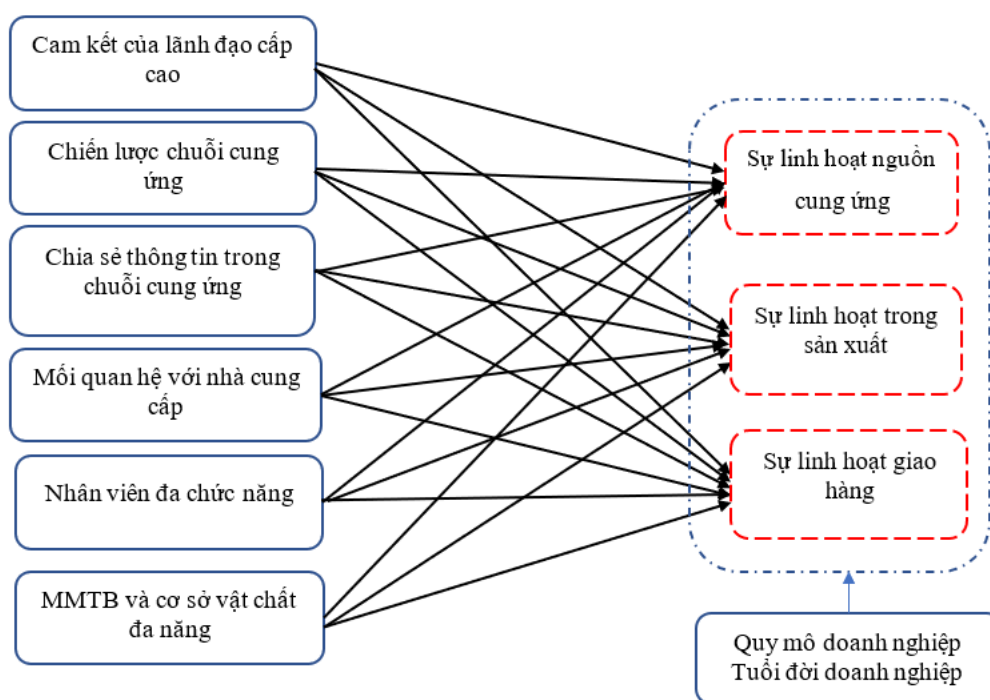 Cam kết của lãnh đạo cấp
cao
Chiến lược chuỗi cung
ứng
Chia sẻ thông tin trong
chuỗi cung ứng
Mối quan hệ với nhà cung
cấp
Nhân viên đa chức năng
MMTB và cơ sở vật chất
đa năng
Sự linh hoạt nguồn
cung ứng
Sự linh hoạt trong
sản xuất
Sự linh hoạt giao
hàng
Quy mô doanh nghiệp
Tuổi đời doanh nghiệp